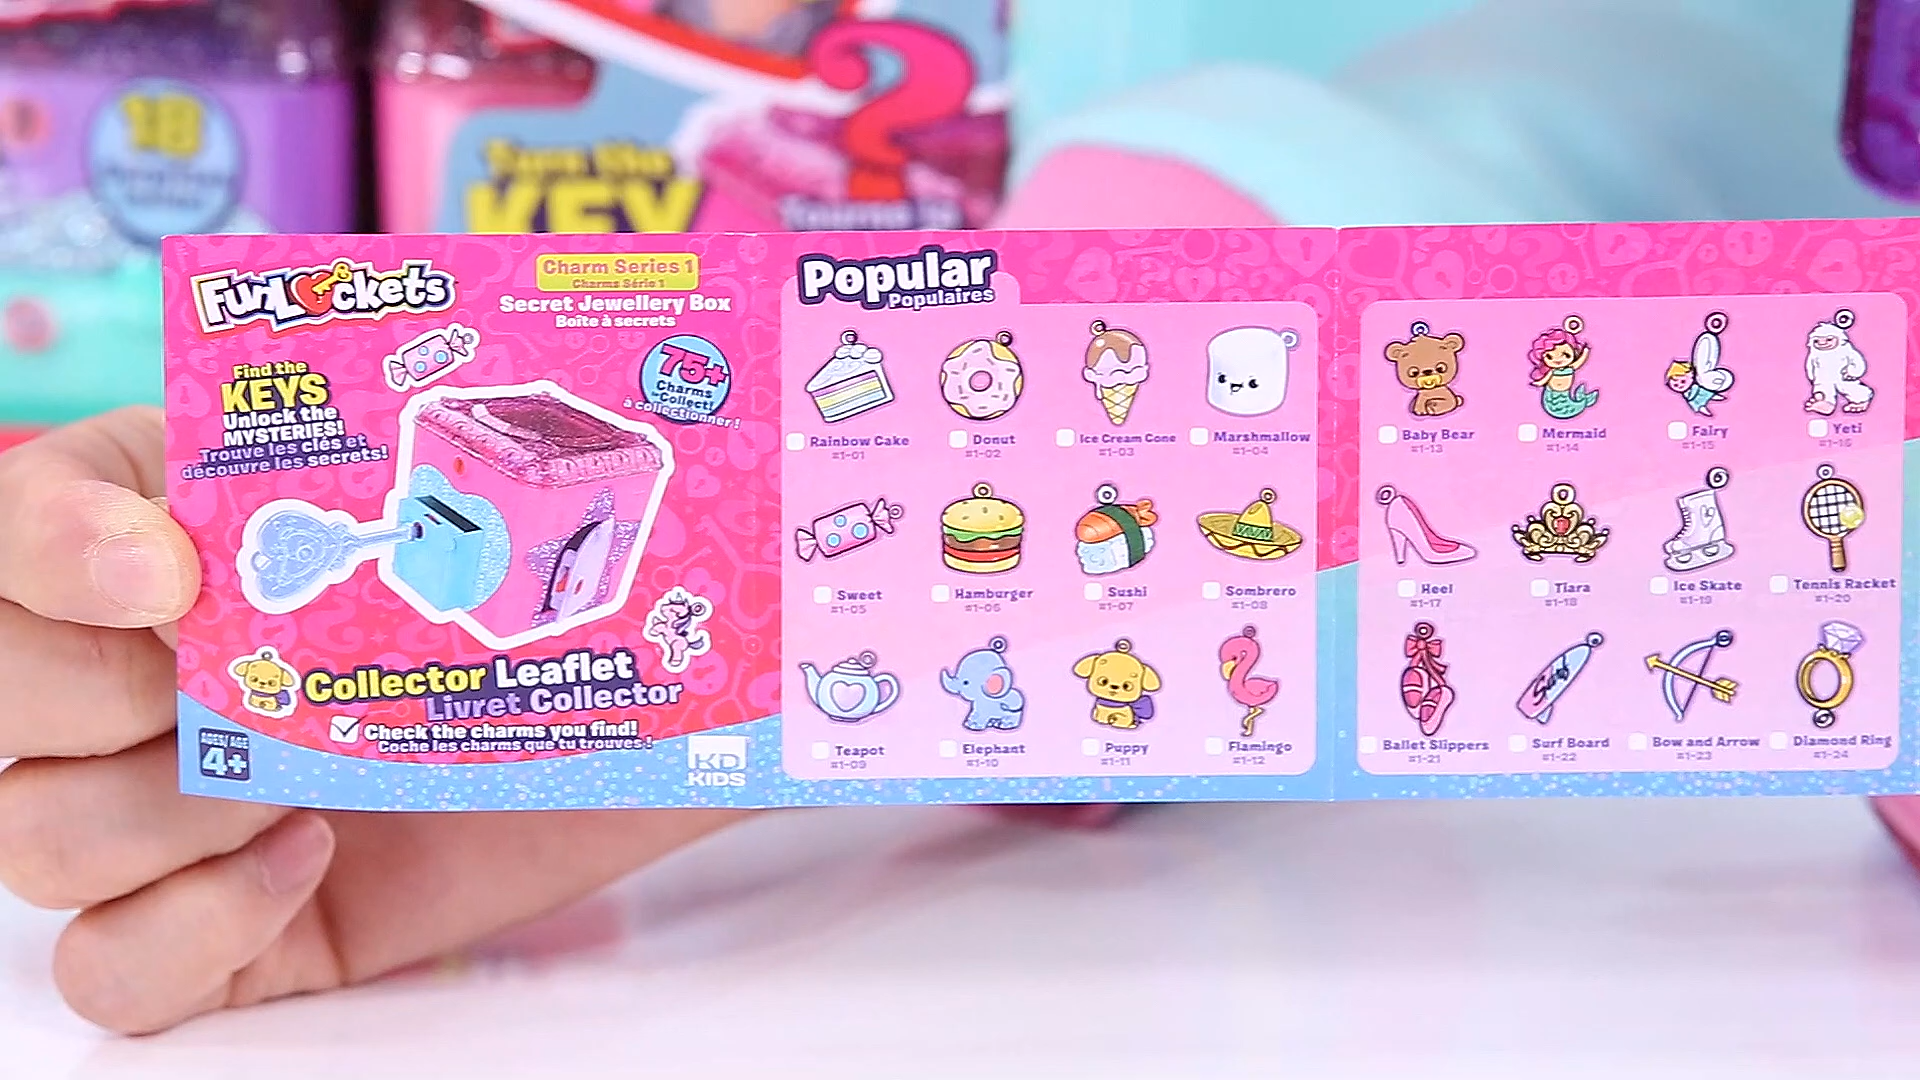 18
Turn the
KEY
?
Tourne la
FunLockets
Charm Series 1
Charms Série 1
Secret Jewellery Box
Boîte à secrets
Find the
KEYS
Unlock the
MYSTERIES!
Trouve les clés et
découvre les secrets!
75+
Charms
to Collect!
à collectionner!
Collector Leaflet
Livret Collector
Check the charms you find!
Coche les charms que tu trouves!
AGES/AGE
4+
KD
KIDS
Popular
Populaires
Rainbow Cake
#1-01
Donut
#1-02
Ice Cream Cone
#1-03
Marshmallow
#1-04
Sweet
#1-05
Hamburger
#1-06
Sushi
#1-07
Sombrero
#1-08
Teapot
#1-09
Elephant
#1-10
Puppy
#1-11
Flamingo
#1-12
Baby Bear
#1-13
Mermaid
#1-14
Fairy
#1-15
Yeti
#1-16
Heel
#1-17
Tiara
#1-18
Ice Skate
#1-19
Tennis Racket
#1-20
Ballet Slippers
#1-21
Surf
Surf Board
#1-22
Bow and Arrow
#1-23
Diamond Ring
#1-24